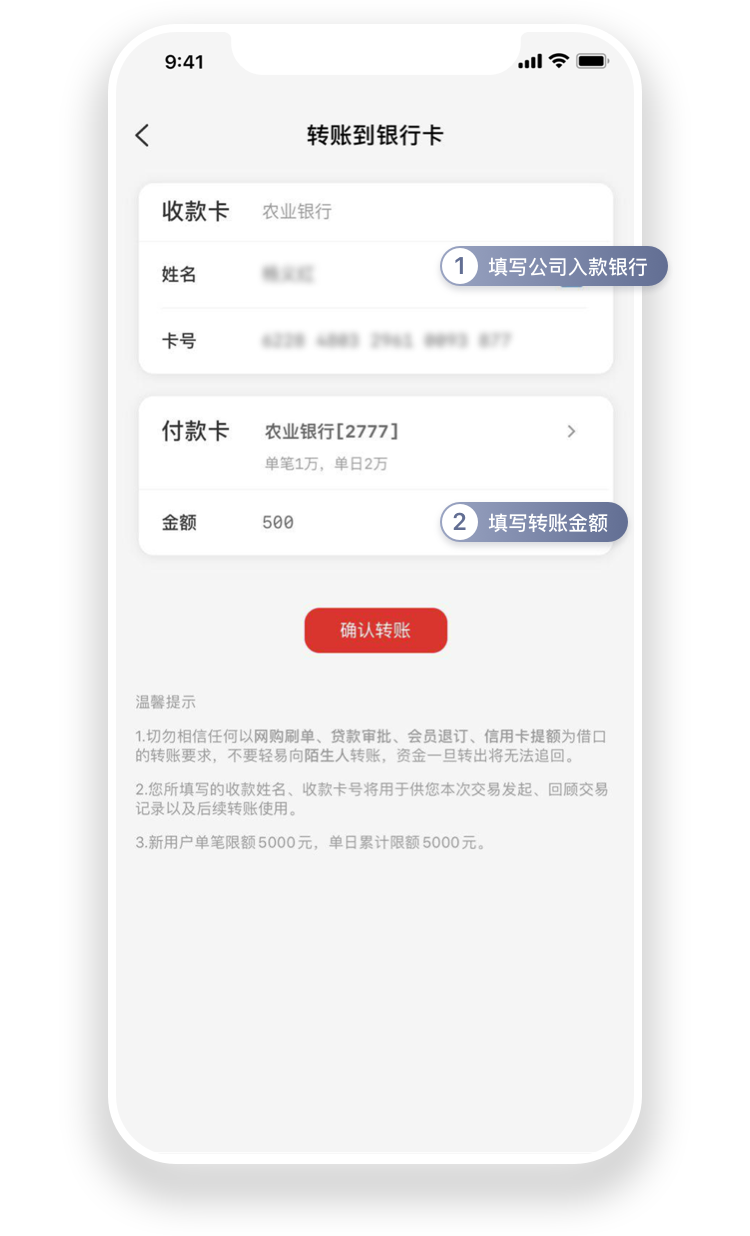 9:41
转账到银行卡
收款卡 农业银行
姓名
1 填写公司入款银行
卡号
付款卡 农业银行[2777]
单笔1万，单日2万
金额 500
2 填写转账金额
确认转账
温馨提示
1.切勿相信任何以网购刷单、贷款审批、会员退订、信用卡提额为借口
的转账要求，不要轻易向陌生人转账，资金一旦转出将无法追回。
2.您所填写的收款姓名、收款卡号将用于供您本次交易发起、回顾交易
记录以及后续转账使用。
3.新用户单笔限额5000元，单日累计限额5000元。